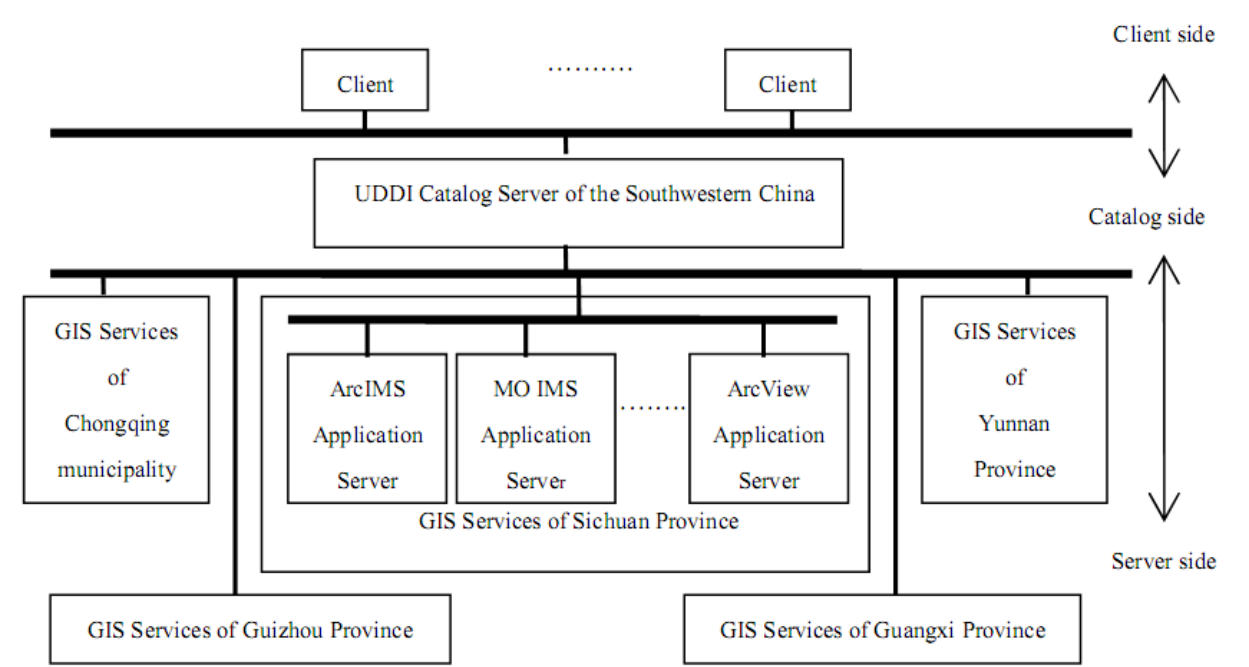 Client side
Client
..........
Client
UDDI Catalog Server of the Southwestern China
Catalog side
GIS Services
of
Chongqing
municipality
ArcIMS
Application
Server
MO IMS
Application
Server
........
ArcView
Application
Server
GIS Services of Sichuan Province
GIS Services
of
Yunnan
Province
Server side
GIS Services of Guizhou Province
GIS Services of Guangxi Province